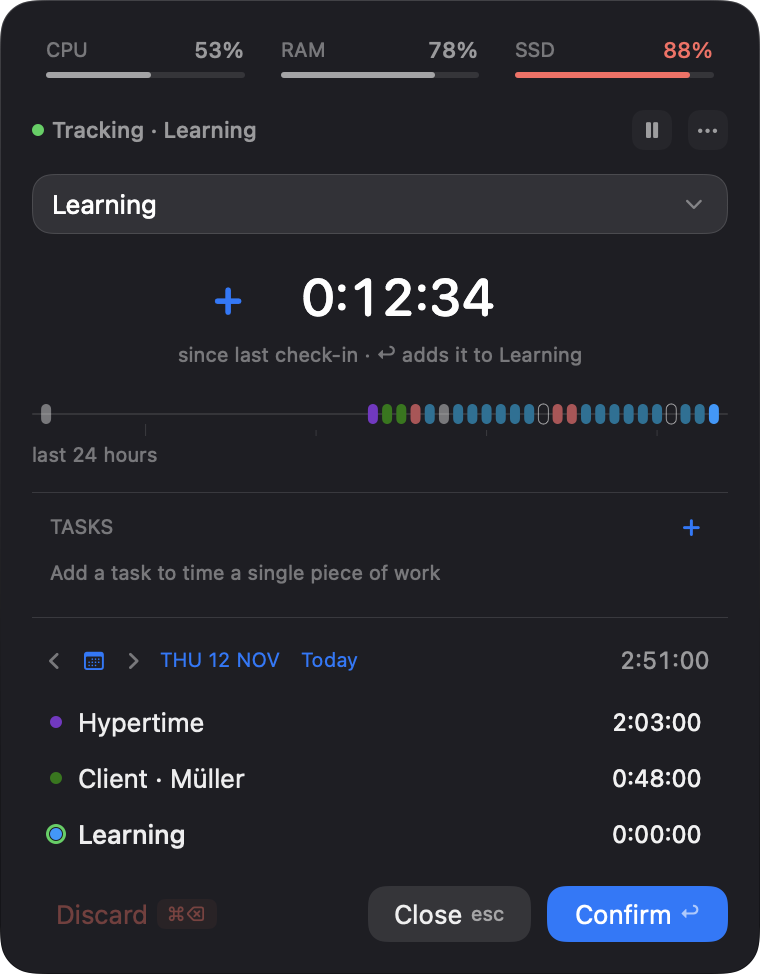 CPU 53% RAM 78% SSD 88%
Tracking · Learning
Learning
+ 0:12:34
since last check-in · ↩ adds it to Learning
last 24 hours
TASKS +
Add a task to time a single piece of work
THU 12 NOV Today 2:51:00
Hypertime 2:03:00
Client · Müller 0:48:00
Learning 0:00:00
Discard ⌘⌫ Close esc Confirm ↩